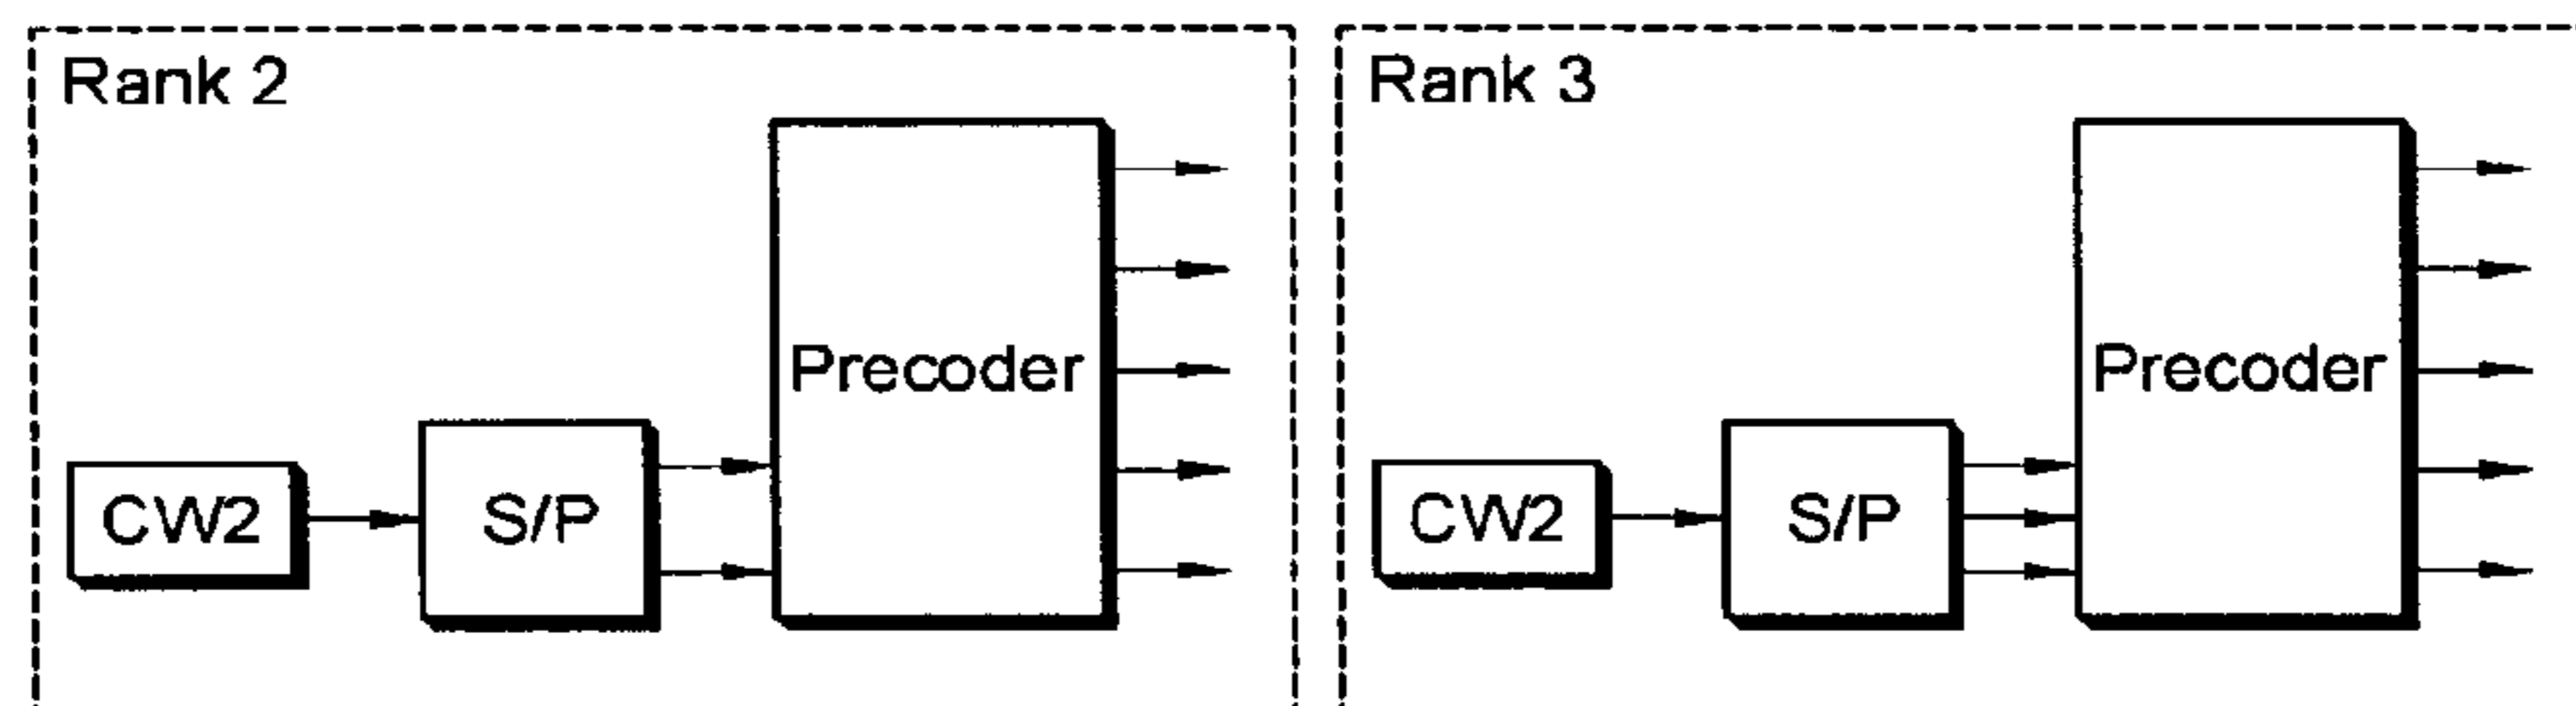 Rank 2
Precoder
CW2
S/P
Rank 3
Precoder
CW2
S/P